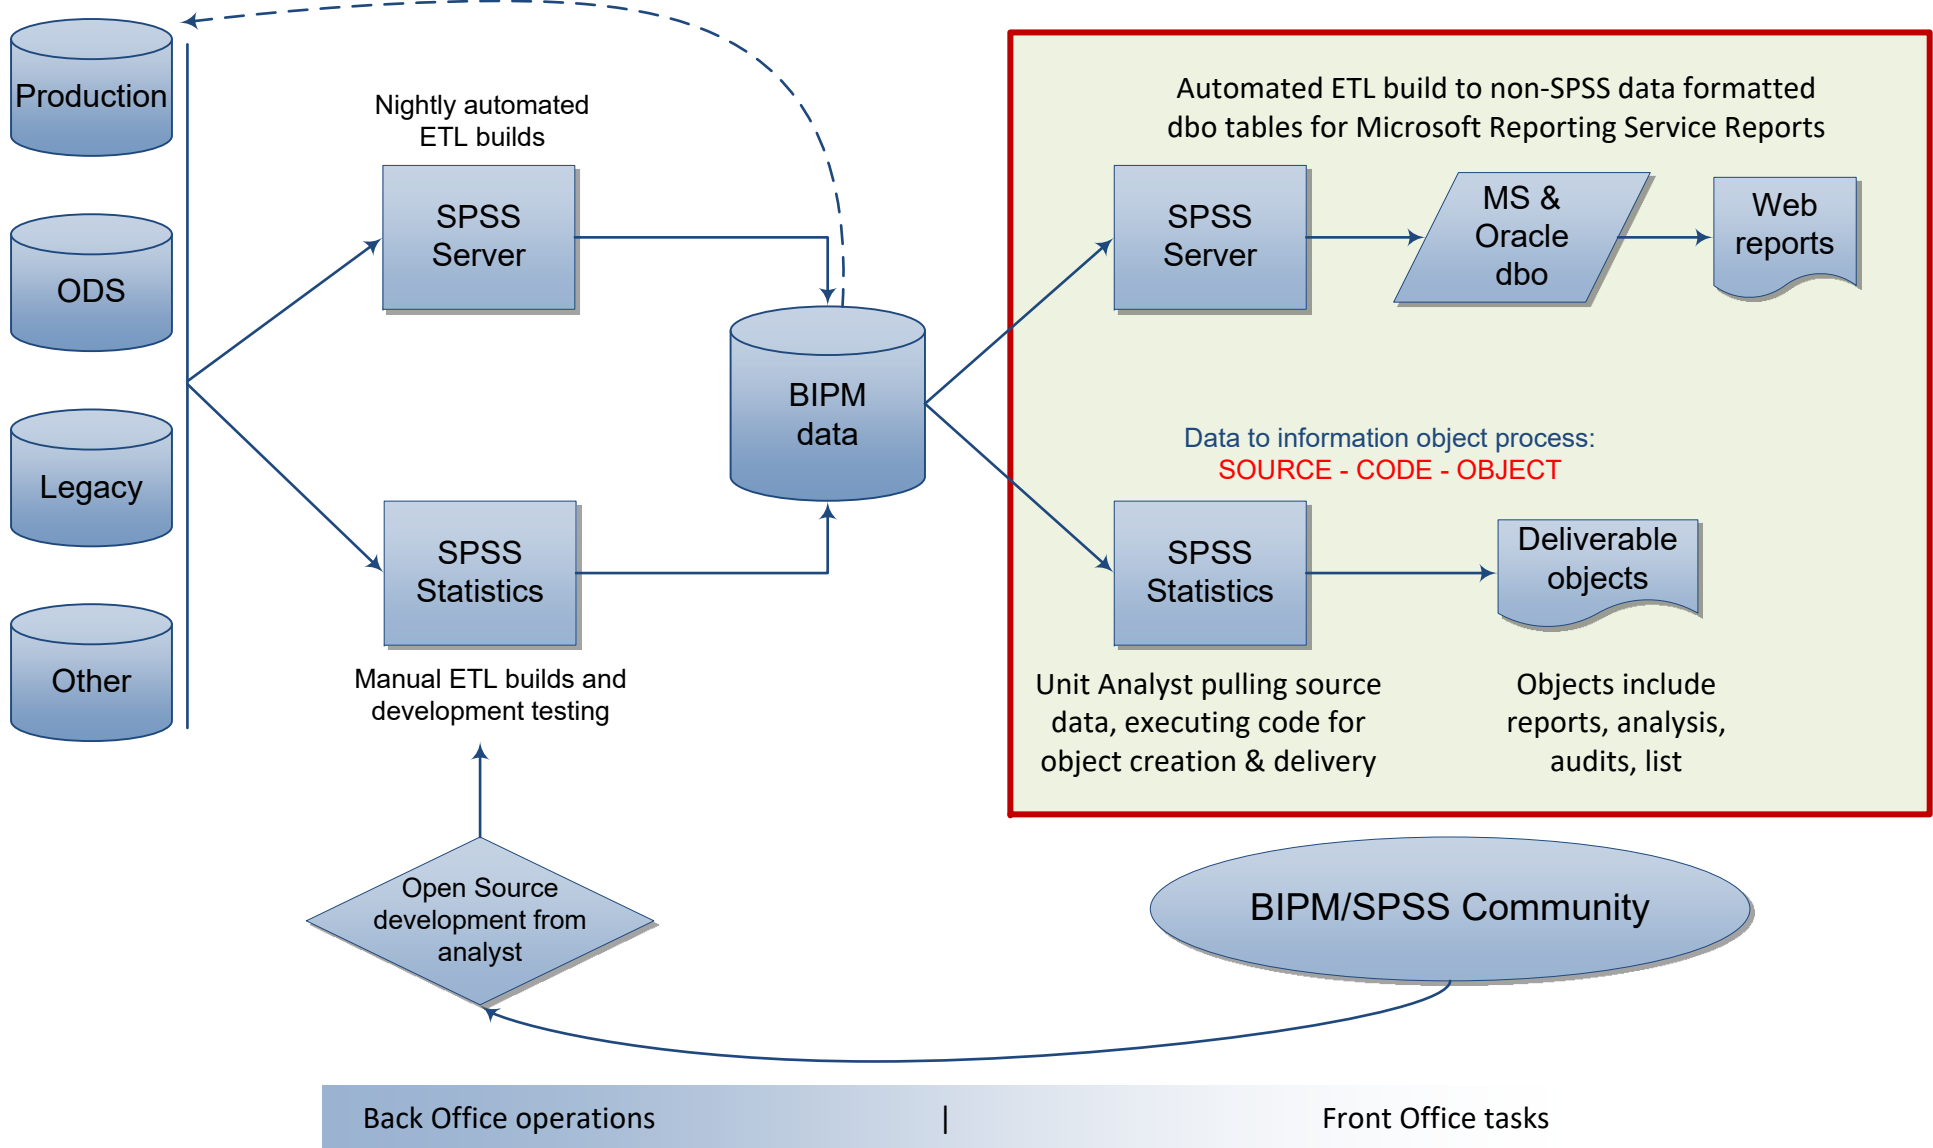 Production
ODS
Legacy
Other
Nightly automated
ETL builds
SPSS
Server
SPSS
Statistics
Manual ETL builds and
development testing
Open Source
development from
analyst
BIPM
data
Automated ETL build to non-SPSS data formatted
dbo tables for Microsoft Reporting Service Reports
SPSS
Server
MS &
Oracle
dbo
Web
reports
Data to information object process:
SOURCE - CODE - OBJECT
SPSS
Statistics
Deliverable
objects
Unit Analyst pulling source
data, executing code for
object creation & delivery
Objects include
reports, analysis,
audits, list
BIPM/SPSS Community
Back Office operations | Front Office tasks